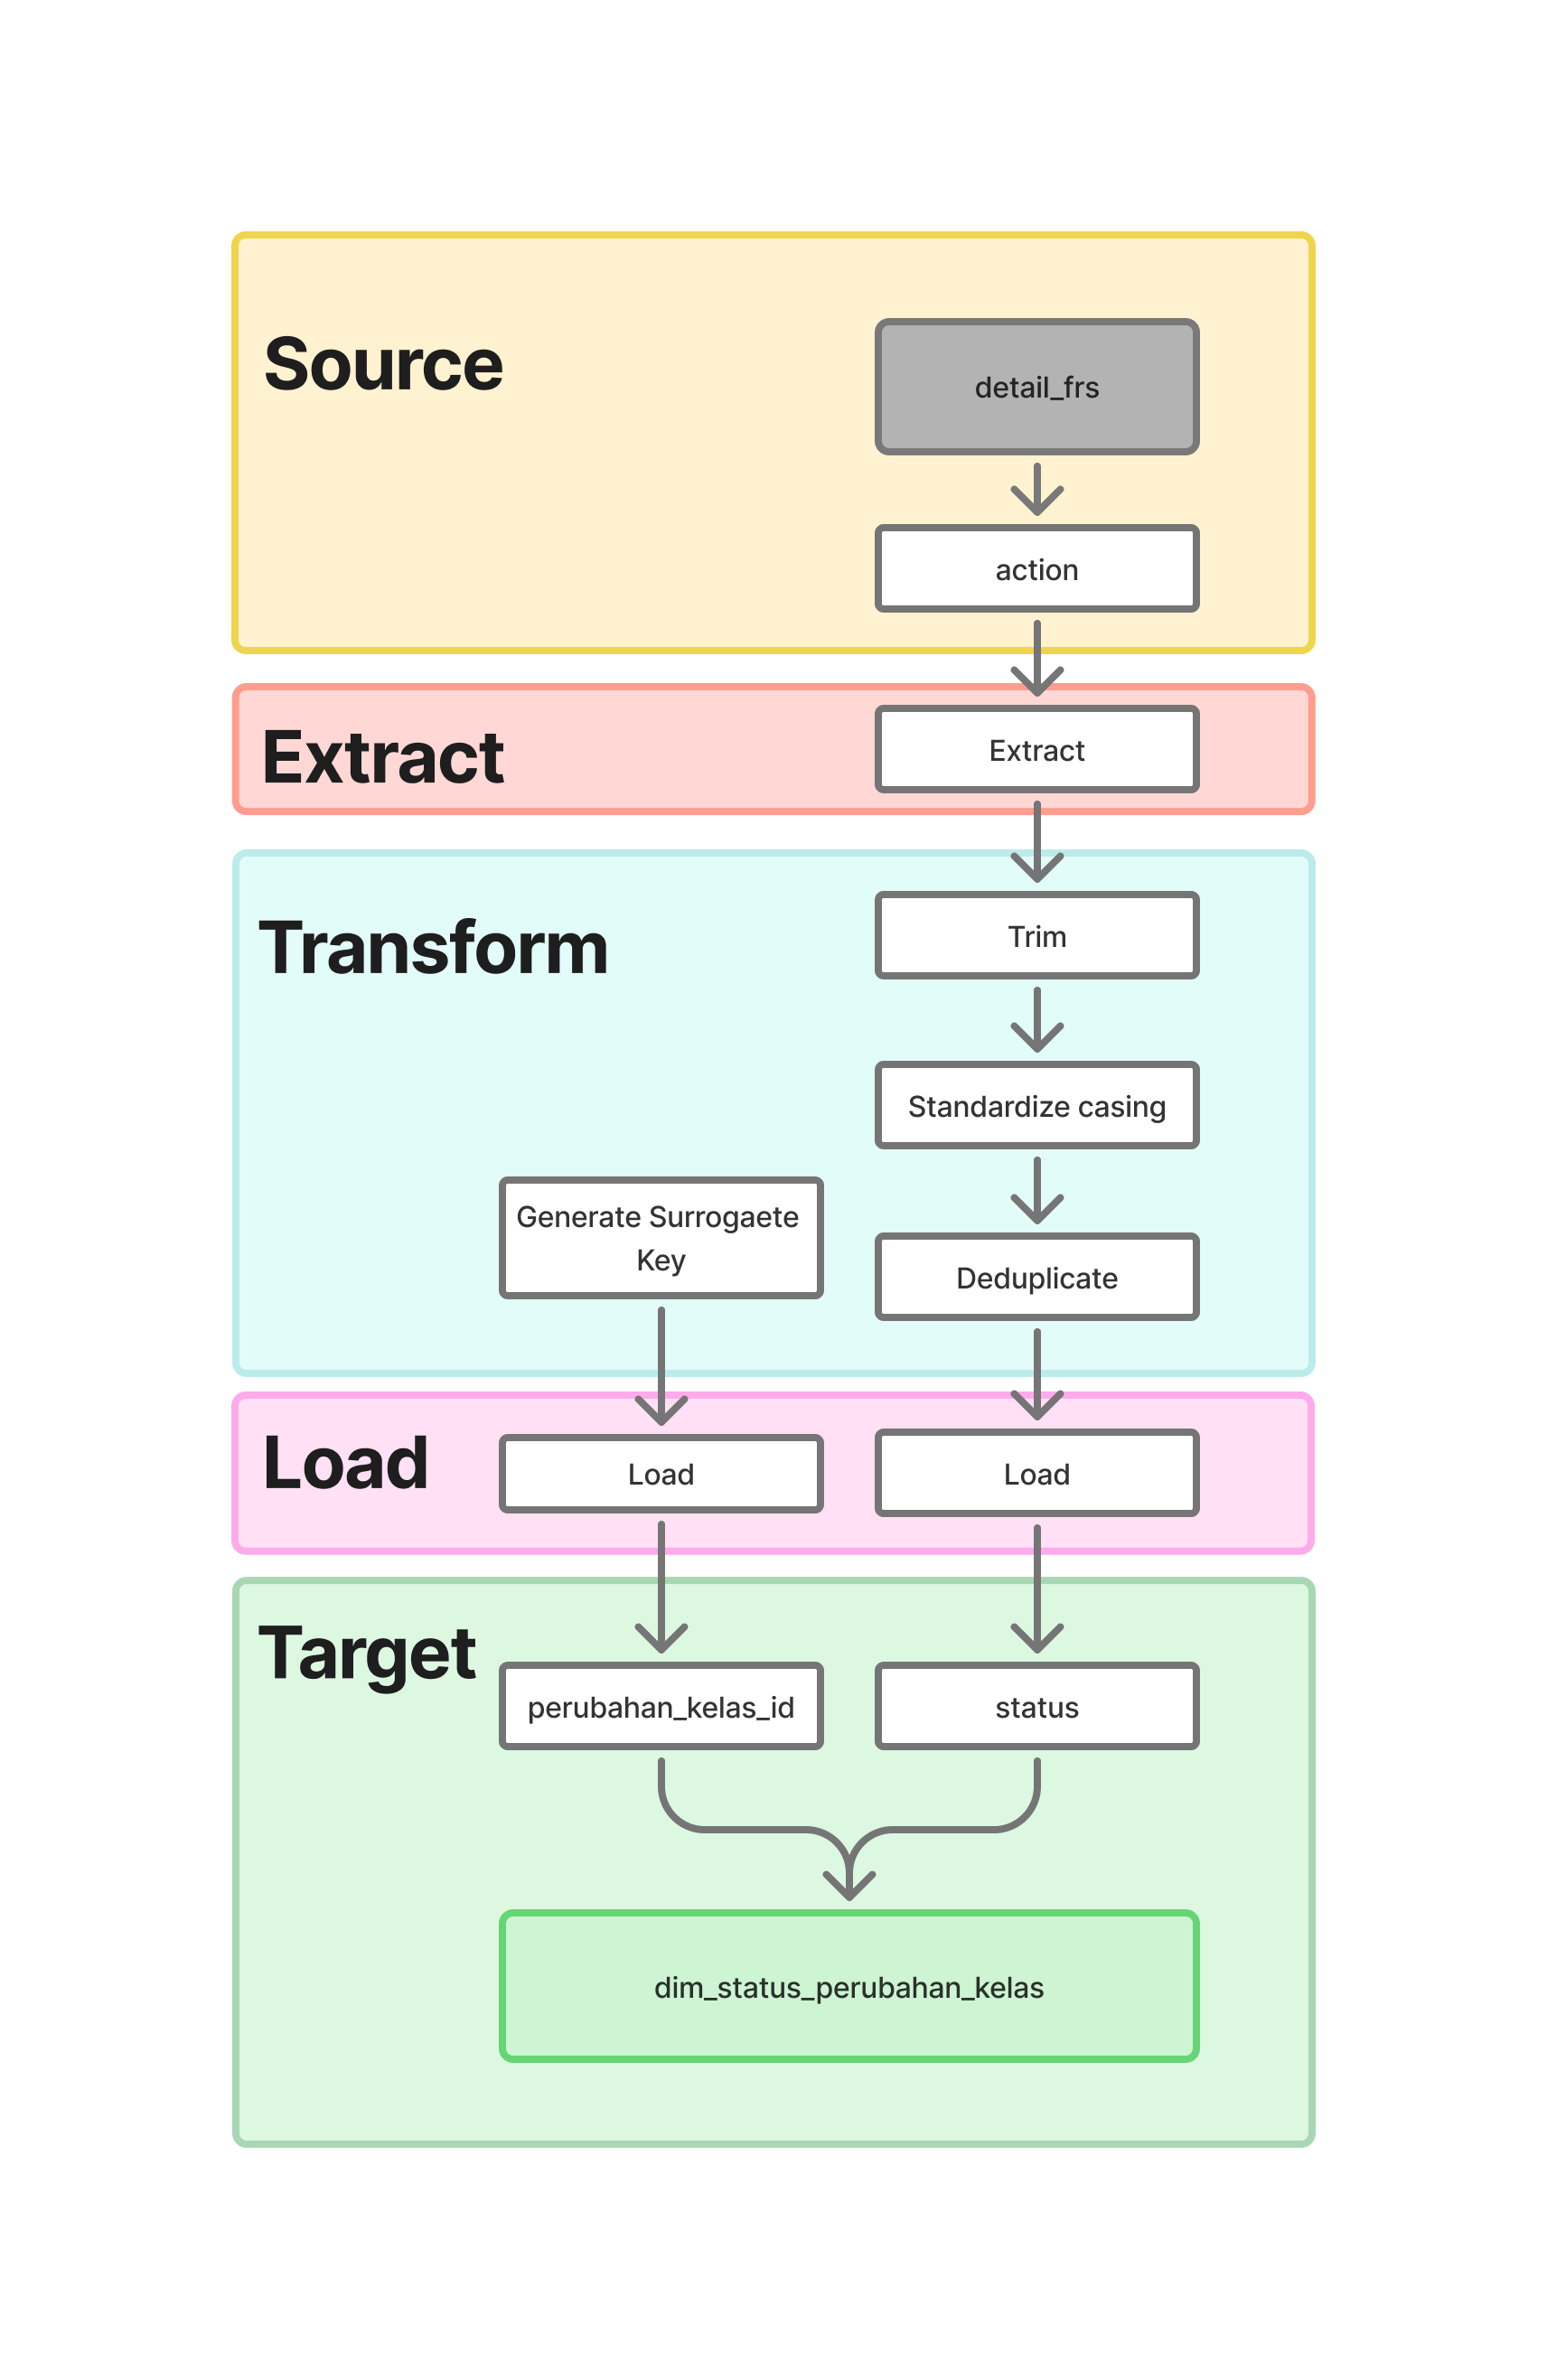 Source
detail_frs
action
Extract
Extract
Transform
Trim
Standardize casing
Generate Surrogaete
Key
Deduplicate
Load
Load
Load
Target
perubahan_kelas_id
status
dim_status_perubahan_kelas